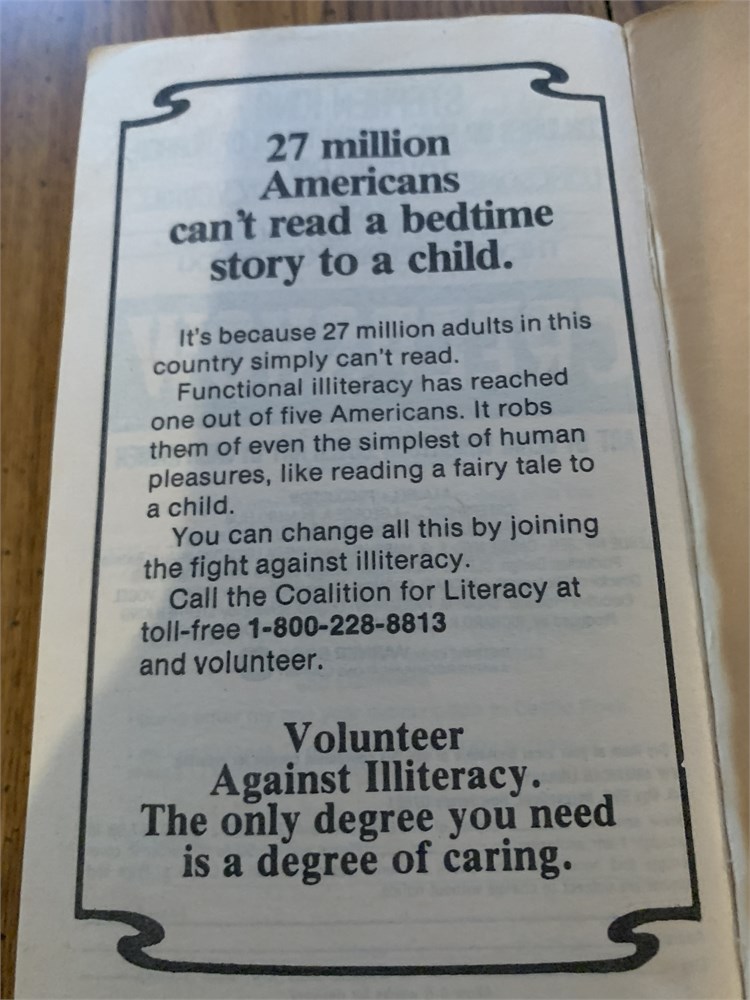 27 million
Americans
can't read a bedtime
story to a child.
It's because 27 million adults in this
country simply can't read.
Functional illiteracy has reached
one out of five Americans. It robs
them of even the simplest of human
pleasures, like reading a fairy tale to
a child.
You can change all this by joining
the fight against illiteracy.
Call the Coalition for Literacy at
toll-free 1-800-228-8813
and volunteer.
Volunteer
Against Illiteracy.
The only degree you need
is a degree of caring.